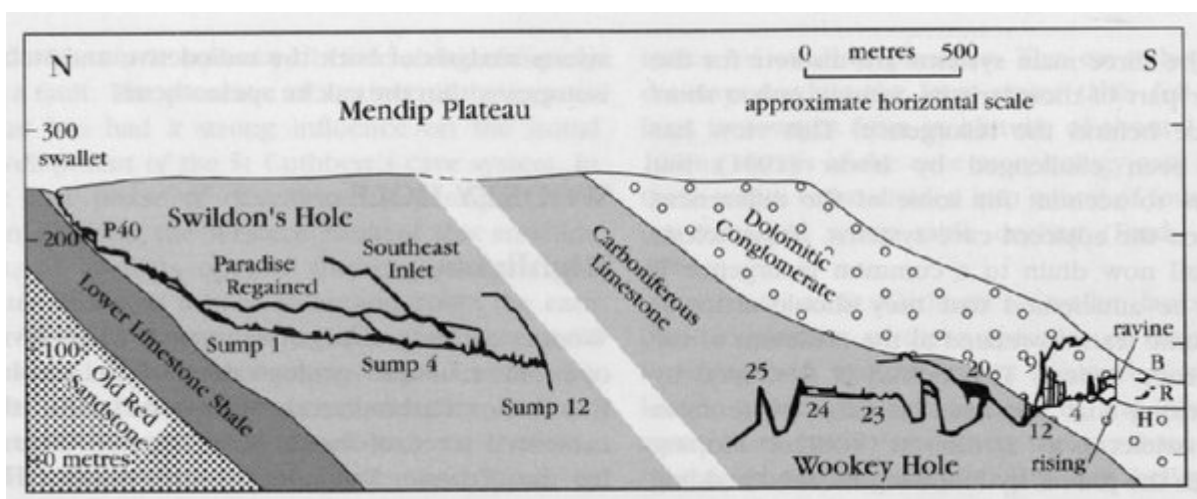 N
S
0 metres 500
approximate horizontal scale
Mendip Plateau
300
swallet
200
P40
Swildon's Hole
Paradise
Regained
Southeast
Inlet
Sump 1
Sump 4
Sump 12
100
0 metres
Lower Limestone Shale
Old Red
Sandstone
Carboniferous
Limestone
Dolomitic
Conglomerate
25
24
23
20
9
12
4
ravine
B
R
H
rising
Wookey Hole